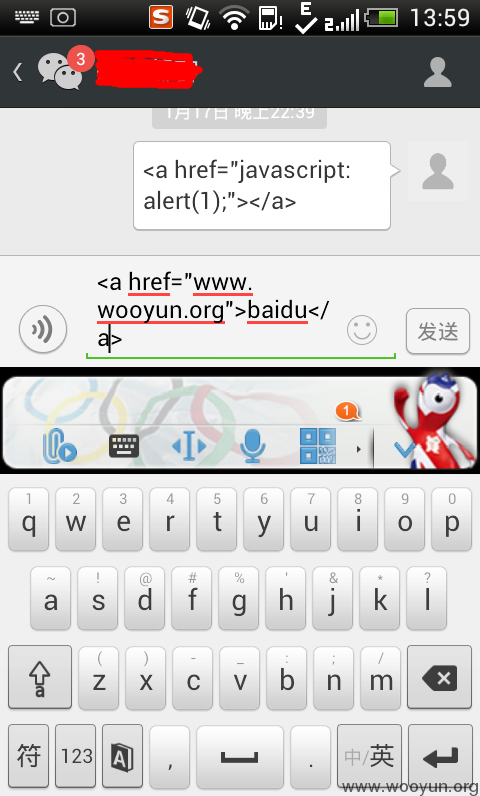 S E 13:59
3
1月17日 晚上22:39
<a href="javascript:
alert(1);"></a>
<a href="www.
wooyun.org">baidu</
a>
发送
1
1 2 3 4 5 6 7 8 9 0
q w e r t y u i o p
~ ! @ # % ' & * ?
a s d f g h j k l
( ) - _ : ; /
a z x c v b n m
符 123 A , . 中/英
www.wooyun.org